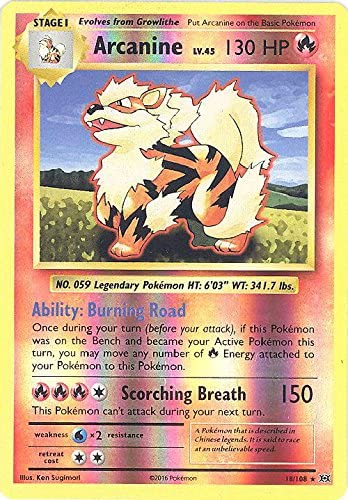 STAGE 1 Evolves from Growlithe Put Arcanine on the Basic Pokémon
Arcanine LV.45 130 HP
NO. 059 Legendary Pokémon HT: 6'03" WT: 341.7 lbs.
Ability: Burning Road
Once during your turn (before your attack), if this Pokémon
was on the Bench and became your Active Pokémon this
turn, you may move any number of Energy attached to
your Pokémon to this Pokémon.
Scorching Breath 150
This Pokémon can't attack during your next turn.
weakness ×2 resistance
retreat
cost
A Pokémon that is described in
Chinese legends. It is said to race at
an unbelievable speed.
Illus. Ken Sugimori ©2016 Pokémon 18/108